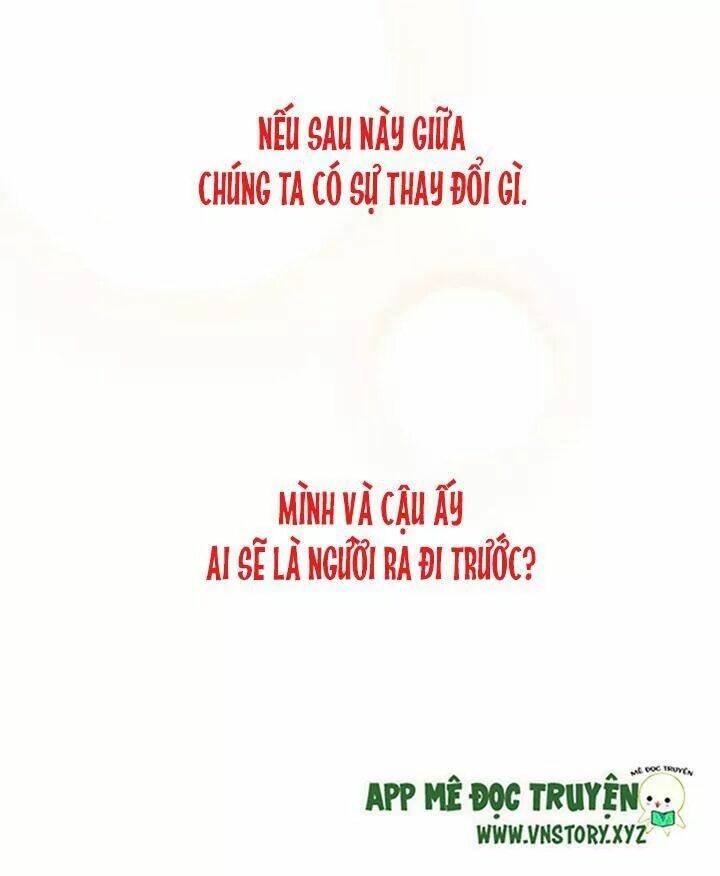 NẾU SAU NÀY GIỮA
CHÚNG TA CÓ SỰ THAY ĐỔI GÌ.
MÌNH VÀ CẬU ẤY
AI SẼ LÀ NGƯỜI RA ĐI TRƯỚC?
MÊ ĐỌC TRUYỆN
APP MÊ ĐỌC TRUYỆN
WWW.VNSTORY.XYZ